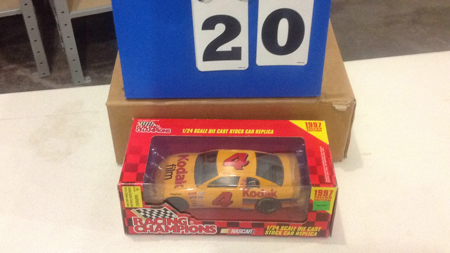 20
RACING CHAMPIONS
1/24 SCALE DIE CAST STOCK CAR REPLICA
1997
4
Kodak
film
4
Kodak
1997
RACING CHAMPIONS
NASCAR
1/24 SCALE DIE CAST
STOCK CAR REPLICA